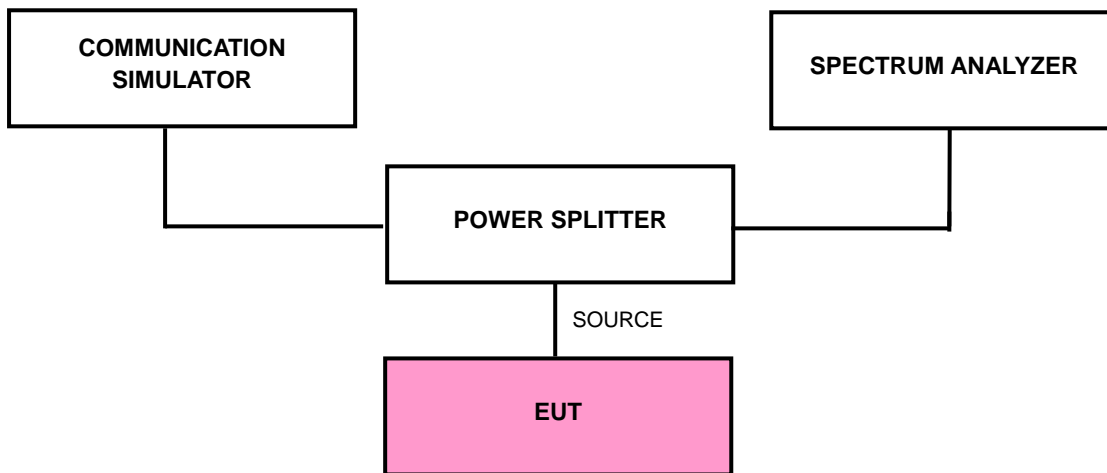 COMMUNICATION
SIMULATOR
SPECTRUM ANALYZER
POWER SPLITTER
SOURCE
EUT